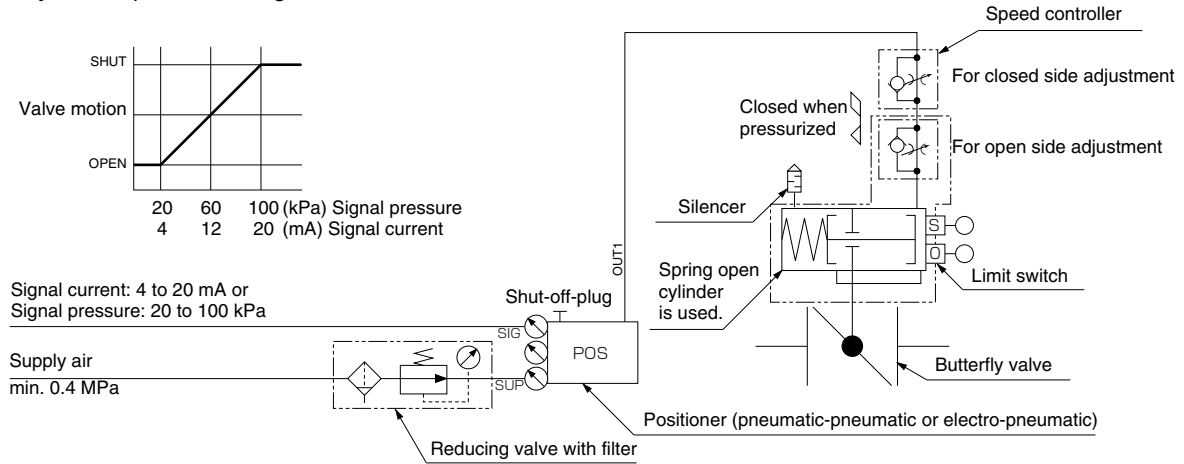 Speed controller
SHUT
For closed side adjustment
Valve motion
Closed when
pressurized
For open side adjustment
OPEN
20 60 100 (kPa) Signal pressure
4 12 20 (mA) Signal current
Silencer
S
O
OUT1
Spring open
cylinder
is used.
Limit switch
Signal current: 4 to 20 mA or
Signal pressure: 20 to 100 kPa
Shut-off-plug
SIG
POS
Supply air
min. 0.4 MPa
SUP
Butterfly valve
Positioner (pneumatic-pneumatic or electro-pneumatic)
Reducing valve with filter